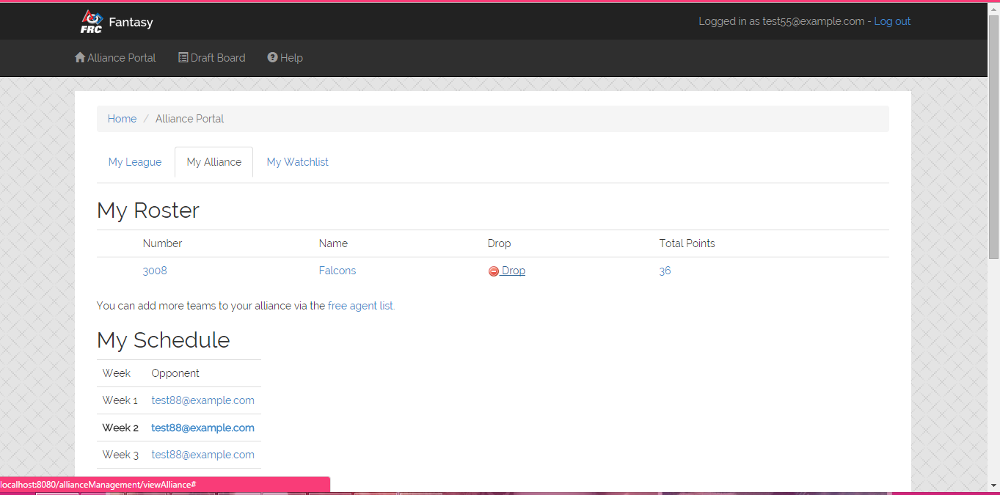 FRC Fantasy Logged in as test55@example.com - Log out
Alliance Portal Draft Board Help
Home / Alliance Portal
My League My Alliance My Watchlist
My Roster
Number Name Drop Total Points
3008 Falcons Drop 36
You can add more teams to your alliance via the free agent list.
My Schedule
Week Opponent
Week 1 test88@example.com
Week 2 test88@example.com
Week 3 test88@example.com
localhost:8080/allianceManagement/viewAlliance#